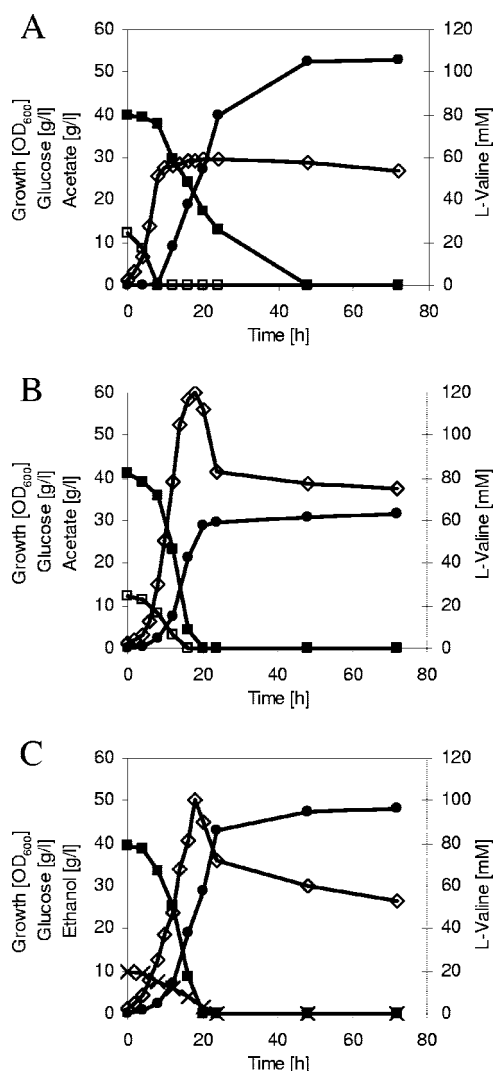 A
60 120
50 100
40 80
30 60
20 40
10 20
0 0
0 20 40 60 80
Time [h]
Growth [OD600]
Glucose [g/l]
Acetate [g/l]
L-Valine [mM]
B
60 120
50 100
40 80
30 60
20 40
10 20
0 0
0 20 40 60 80
Time [h]
Growth [OD600]
Glucose [g/l]
Acetate [g/l]
L-Valine [mM]
C
60 120
50 100
40 80
30 60
20 40
10 20
0 0
0 20 40 60 80
Time [h]
Growth [OD600]
Glucose [g/l]
Ethanol [g/l]
L-Valine [mM]